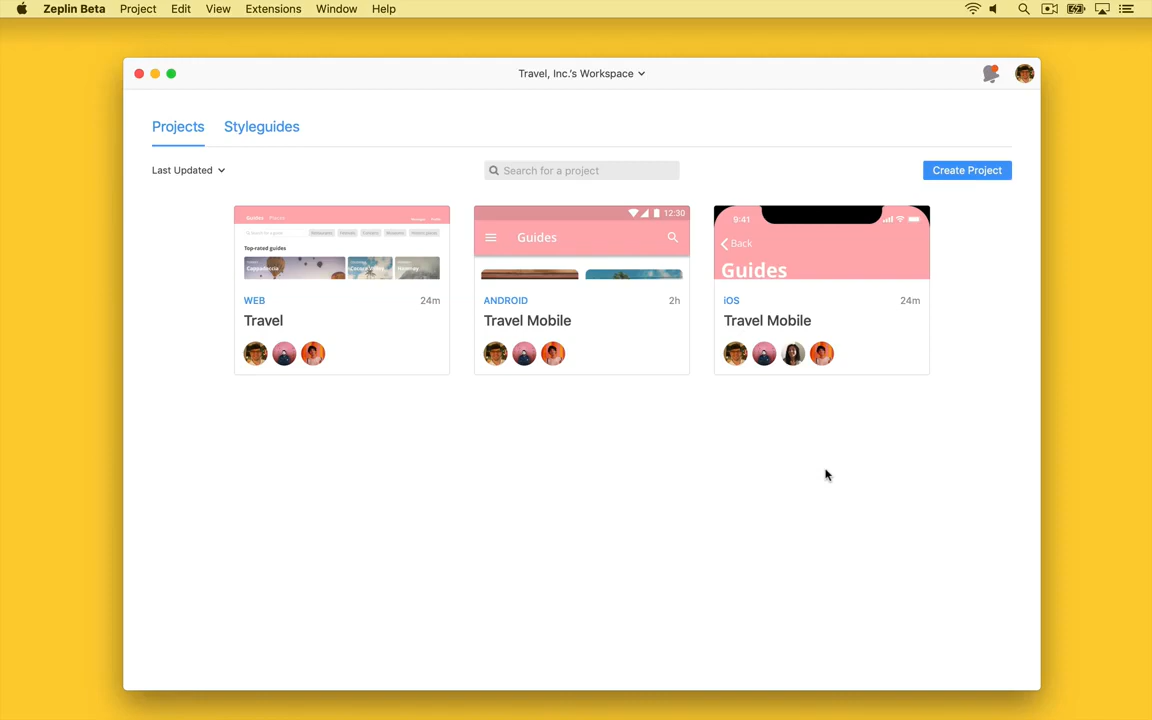 Zeplin Beta Project Edit View Extensions Window Help
Travel, Inc.'s Workspace
Projects Styleguides
Last Updated
Search for a project
Create Project
Guides Places
Top-rated guides
Cappadoccia
WEB 24m
Travel
12:30
Guides
ANDROID 2h
Travel Mobile
9:41
Back
Guides
iOS 24m
Travel Mobile